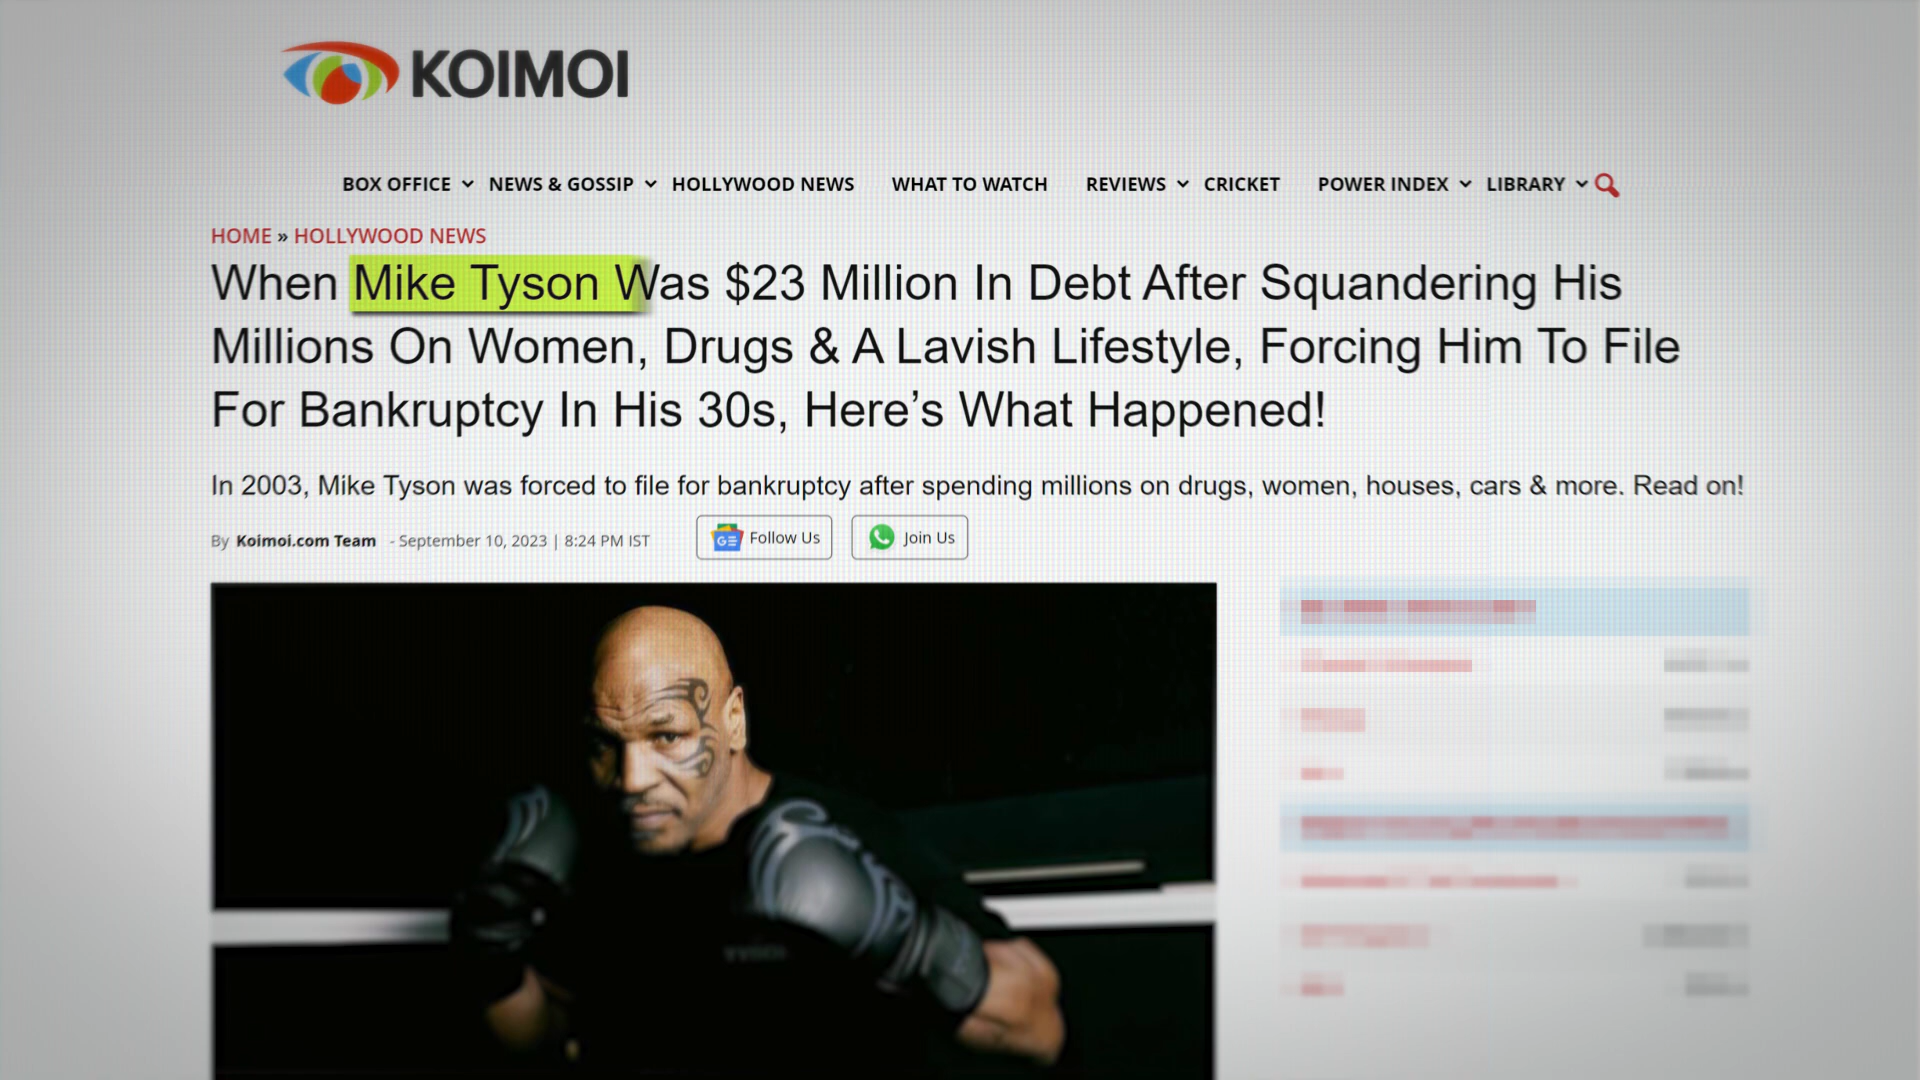 KOIMOI
BOX OFFICE NEWS & GOSSIP HOLLYWOOD NEWS WHAT TO WATCH REVIEWS CRICKET POWER INDEX LIBRARY
HOME » HOLLYWOOD NEWS
When Mike Tyson Was $23 Million In Debt After Squandering His
Millions On Women, Drugs & A Lavish Lifestyle, Forcing Him To File
For Bankruptcy In His 30s, Here’s What Happened!
In 2003, Mike Tyson was forced to file for bankruptcy after spending millions on drugs, women, houses, cars & more. Read on!
By Koimoi.com Team - September 10, 2023 | 8:24 PM IST
GE Follow Us
Join Us
TYSON